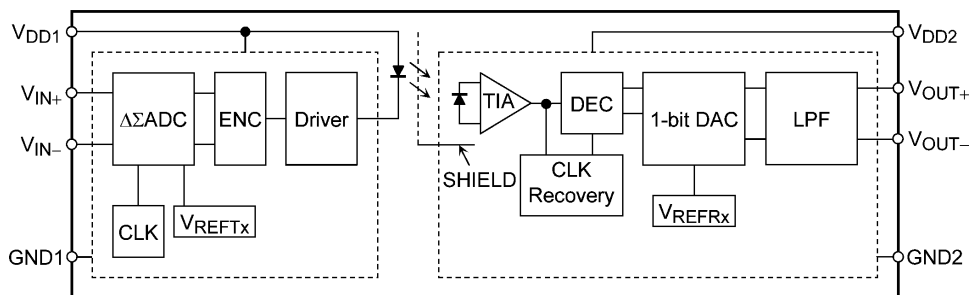 VDD1
VDD2
VIN+
VIN−
ΔΣADC
ENC
Driver
CLK
VREFTx
GND1
SHIELD
TIA
DEC
CLK
Recovery
1-bit DAC
VREFRx
LPF
VOUT+
VOUT−
GND2